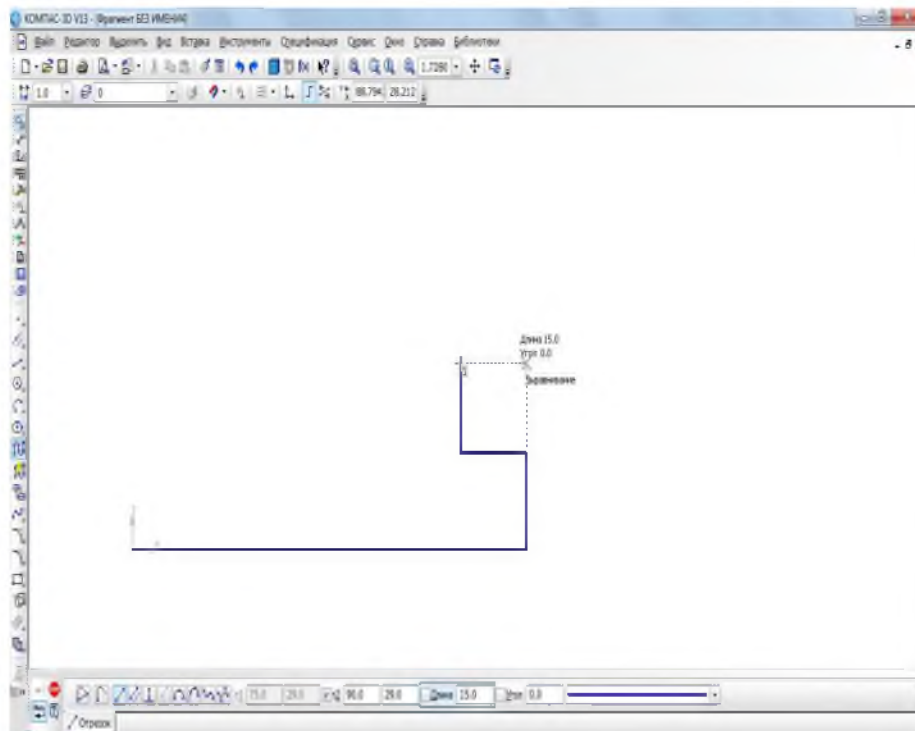 КОМПАС-3D V13 - [Фрагмент БЕЗ ИМЕНИ]
Файл Редактор Выделить Вид Вставка Инструменты Спецификация Сервис Окно Справка Библиотеки
1.0 0 88.794 28.212
Длина 15.0
Угол 0.0
Выравнивание
75.0 29.0 90.0 29.0 Длина 15.0 Угол 0.0
Отрезок